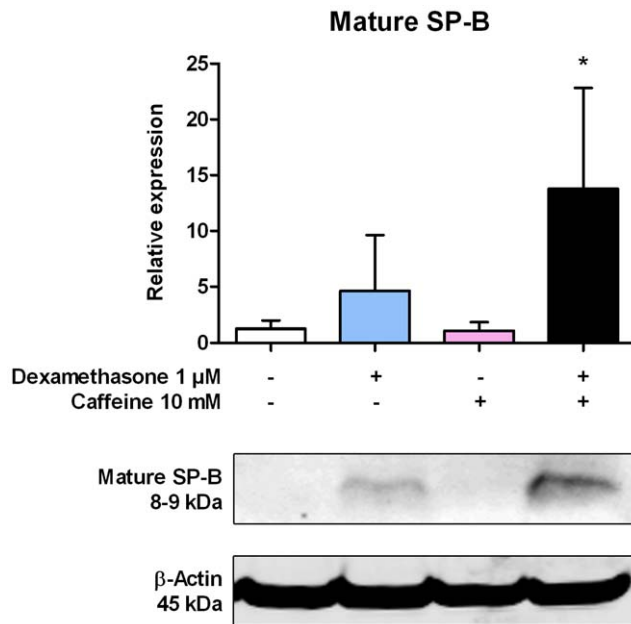 Mature SP-B
*
25
20
15
10
5
0
Relative expression
Dexamethasone 1 µM - + - +
Caffeine 10 mM - - + +
Mature SP-B
8-9 kDa
β-Actin
45 kDa